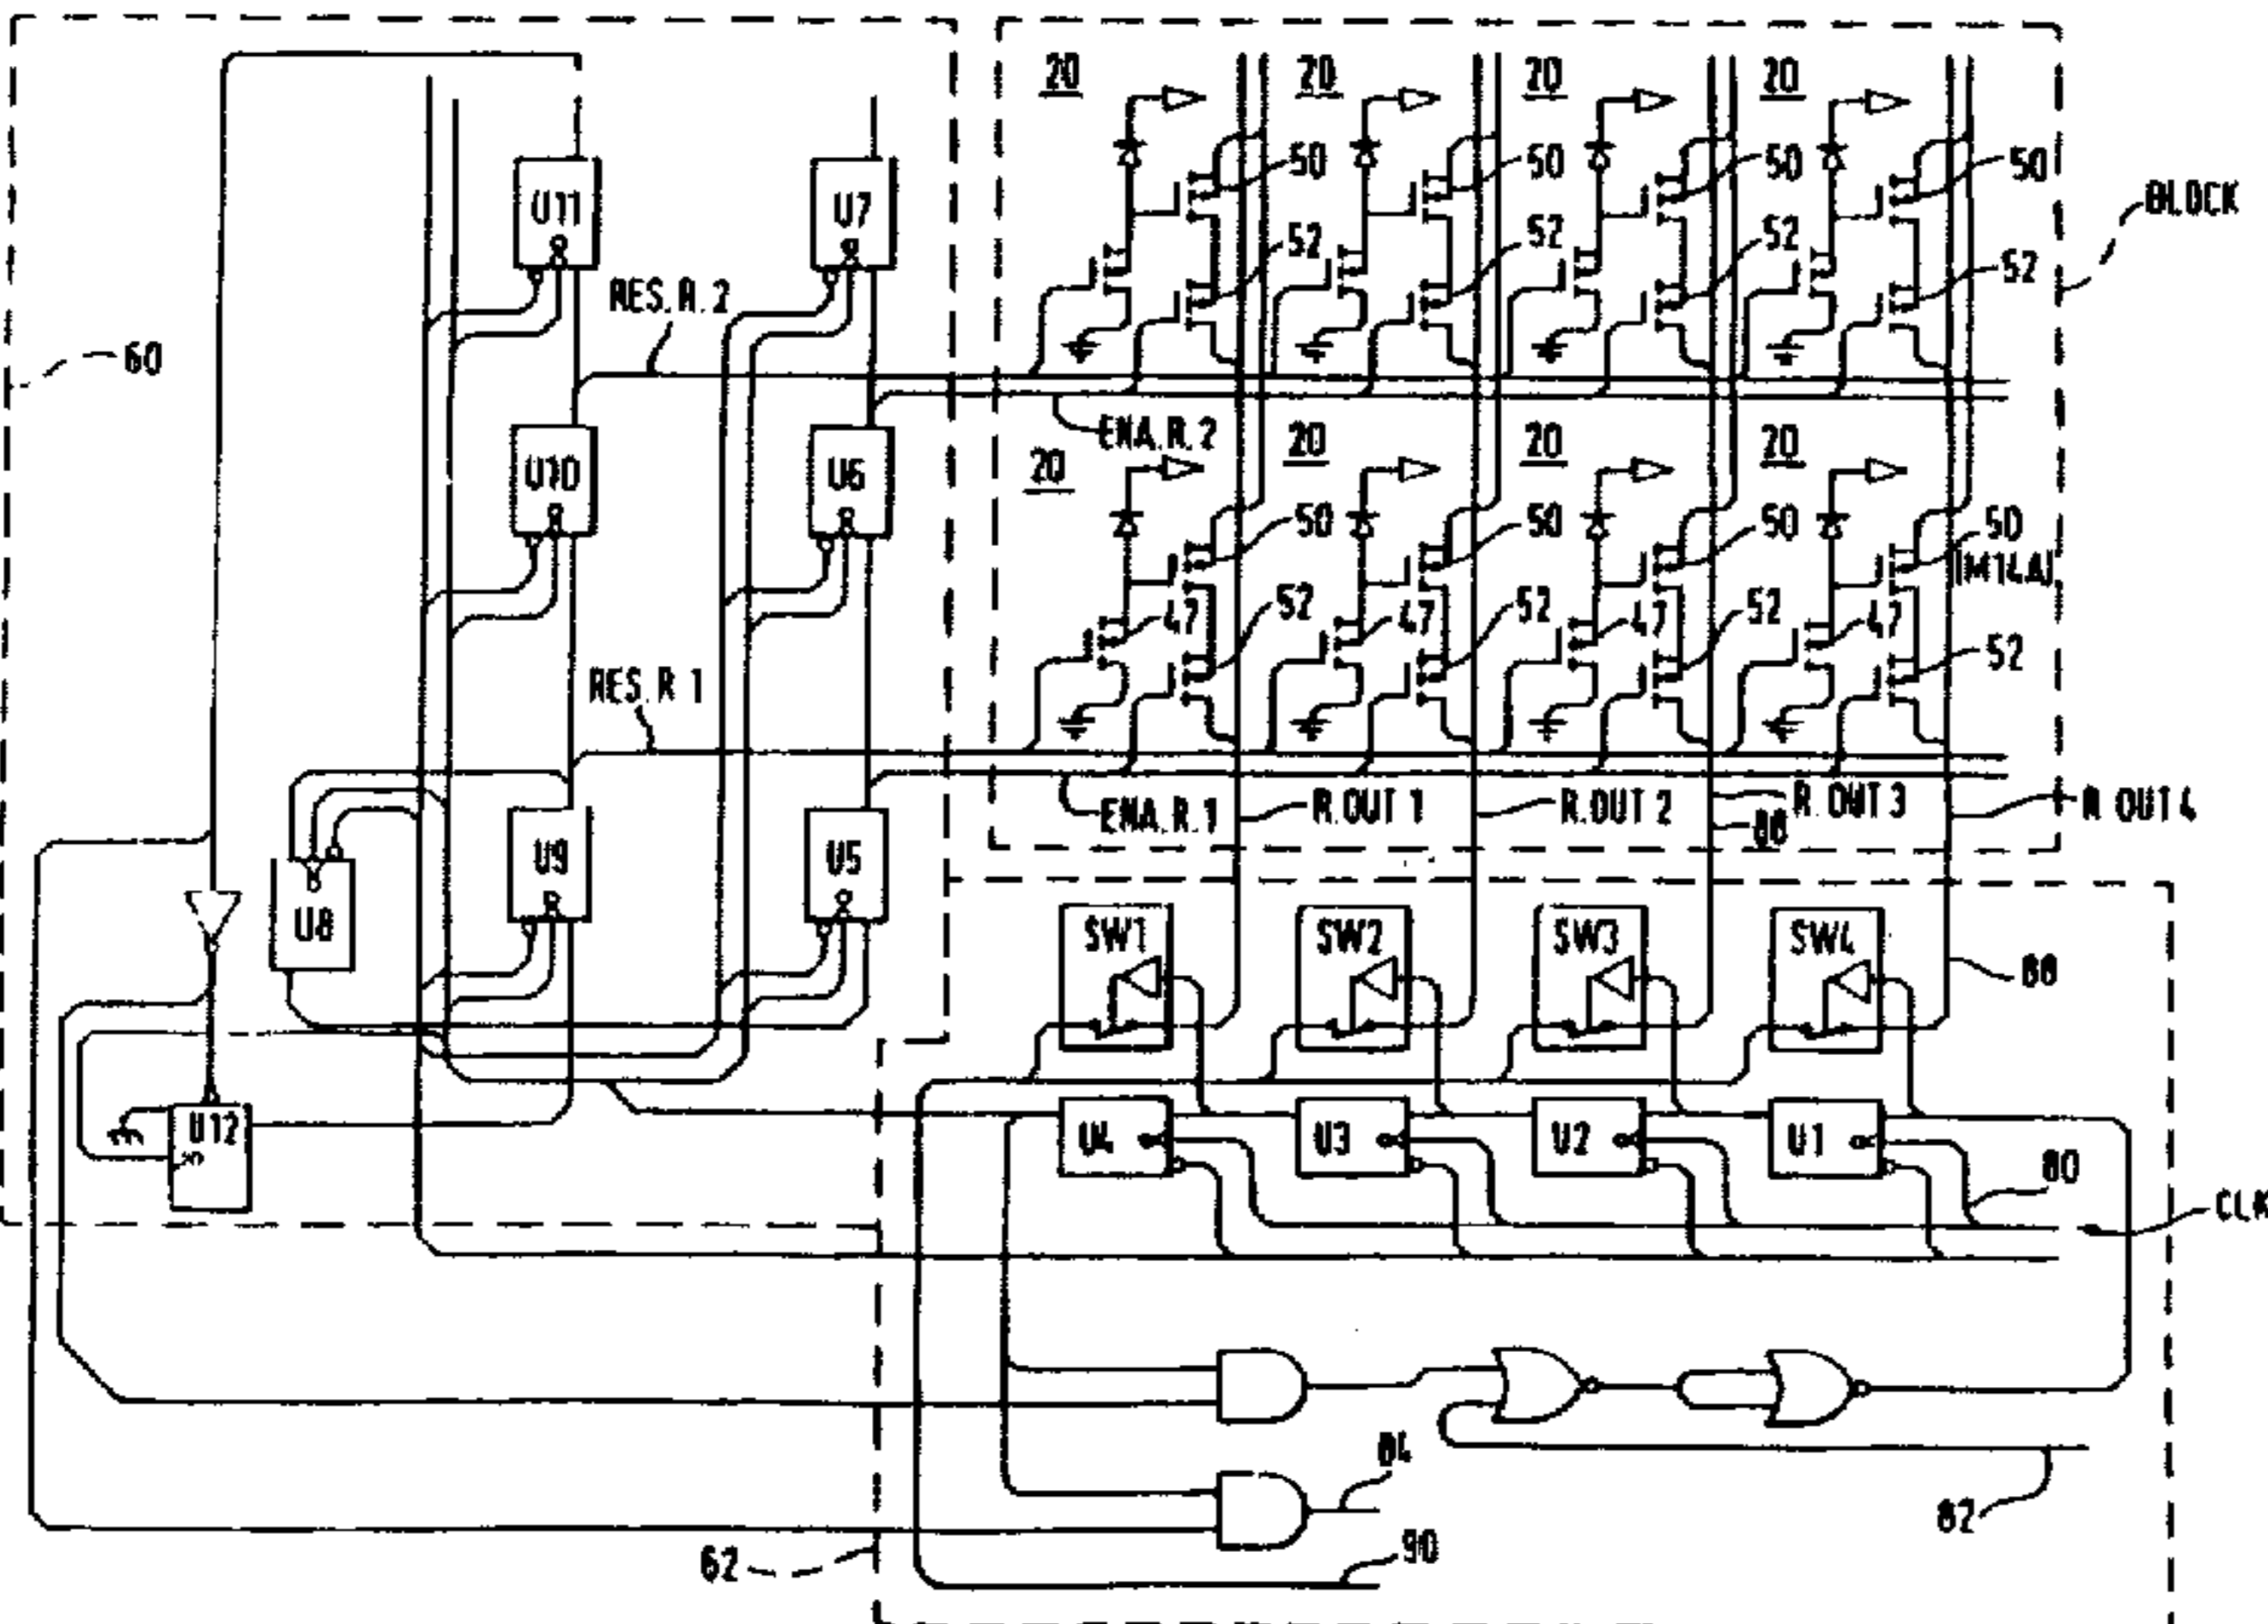 20 20 20 20
U11 U7 50 50 50 50
BLOCK
52 52 52 52
RES. R. 2
60
ENA. R. 2
20 20 20 20
U10 U6
50 50 50 50
(M14A)
47 52 47 52 47 52 47 52
RES. R 1
ENA. R. 1 R. OUT 1 R. OUT 2 R. OUT 3 R. OUT 4
88
U9 U5
U8
SW1 SW2 SW3 SW4
88
U12
U4 U3 U2 U1
80
CLK
84
82
62
90